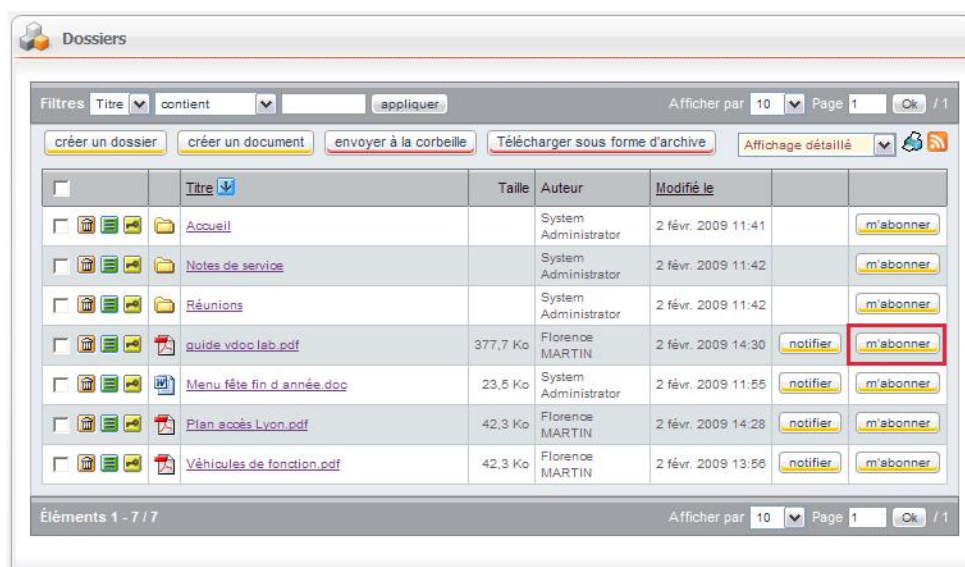 Dossiers
Filtres Titre contient appliquer Afficher par 10 Page 1 Ok / 1
créer un dossier créer un document envoyer à la corbeille Télécharger sous forme d'archive Affichage détaillé
Titre Taille Auteur Modifié le
Accueil System Administrator 2 févr. 2009 11:41 m'abonner
Notes de service System Administrator 2 févr. 2009 11:42 m'abonner
Réunions System Administrator 2 févr. 2009 11:42 m'abonner
guide vdoc lab.pdf 377,7 Ko Florence MARTIN 2 févr. 2009 14:30 notifier m'abonner
Menu fête fin d année.doc 23,5 Ko System Administrator 2 févr. 2009 11:55 notifier m'abonner
Plan accès Lyon.pdf 42,3 Ko Florence MARTIN 2 févr. 2009 14:28 notifier m'abonner
Véhicules de fonction.pdf 42,3 Ko Florence MARTIN 2 févr. 2009 13:56 notifier m'abonner
Éléments 1 - 7 / 7 Afficher par 10 Page 1 Ok / 1